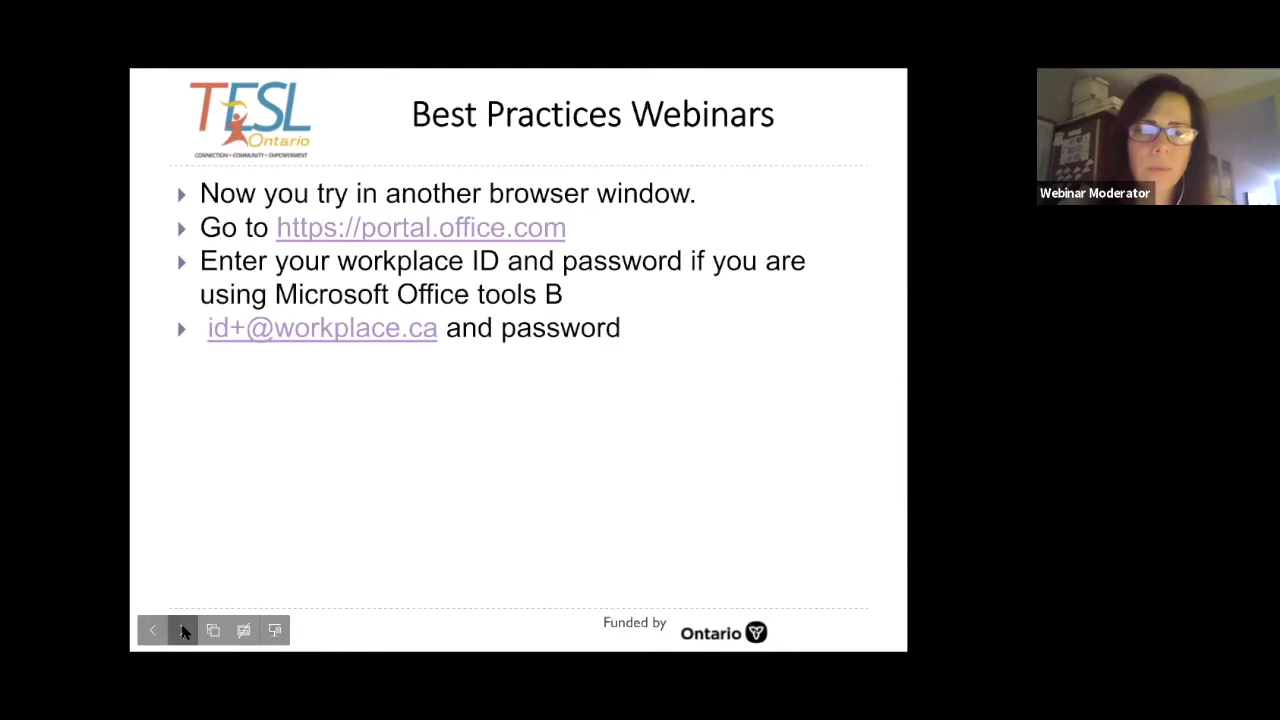 TESL
Ontario
CONNECTION • COMMUNITY • EMPOWERMENT
Best Practices Webinars
Now you try in another browser window.
Go to https://portal.office.com
Enter your workplace ID and password if you are
using Microsoft Office tools B
id+@workplace.ca and password
Funded by
Ontario
Webinar Moderator